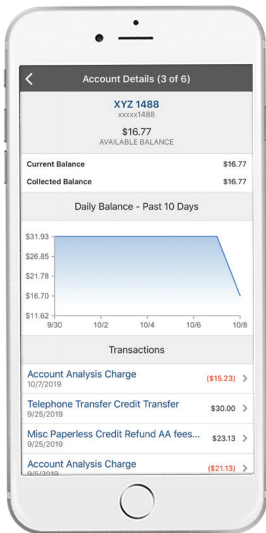 Account Details (3 of 6)
XYZ 1488
xxxxx1488
$16.77
AVAILABLE BALANCE
Current Balance $16.77
Collected Balance $16.77
Daily Balance - Past 10 Days
$31.93
$26.85
$21.78
$16.70
$11.62
9/30 10/2 10/4 10/6 10/8
Transactions
Account Analysis Charge ($15.23)
10/7/2019
Telephone Transfer Credit Transfer $30.00
9/25/2019
Misc Paperless Credit Refund AA fees... $23.13
9/25/2019
Account Analysis Charge ($21.13)
9/5/2019